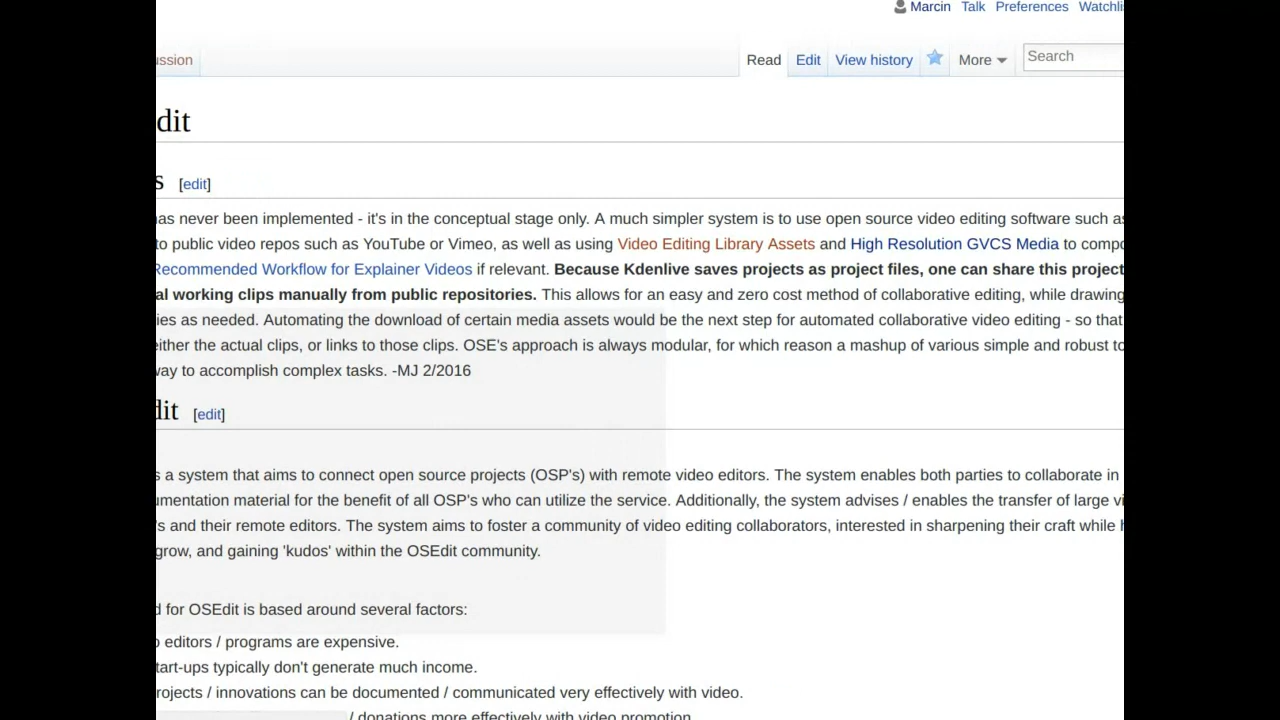 Marcin Talk Preferences Watchli
ussion Read Edit View history More Search
dit
s [edit]
as never been implemented - it's in the conceptual stage only. A much simpler system is to use open source video editing software such as
to public video repos such as YouTube or Vimeo, as well as using Video Editing Library Assets and High Resolution GVCS Media to compo
Recommended Workflow for Explainer Videos if relevant. Because Kdenlive saves projects as project files, one can share this project
al working clips manually from public repositories. This allows for an easy and zero cost method of collaborative editing, while drawing
ies as needed. Automating the download of certain media assets would be the next step for automated collaborative video editing - so that
either the actual clips, or links to those clips. OSE's approach is always modular, for which reason a mashup of various simple and robust to
way to accomplish complex tasks. -MJ 2/2016
dit [edit]
s a system that aims to connect open source projects (OSP's) with remote video editors. The system enables both parties to collaborate in
umentation material for the benefit of all OSP's who can utilize the service. Additionally, the system advises / enables the transfer of large vi
's and their remote editors. The system aims to foster a community of video editing collaborators, interested in sharpening their craft while h
grow, and gaining 'kudos' within the OSEdit community.
d for OSEdit is based around several factors:
o editors / programs are expensive.
tart-ups typically don't generate much income.
rojects / innovations can be documented / communicated very effectively with video.
/ donations more effectively with video promotion.